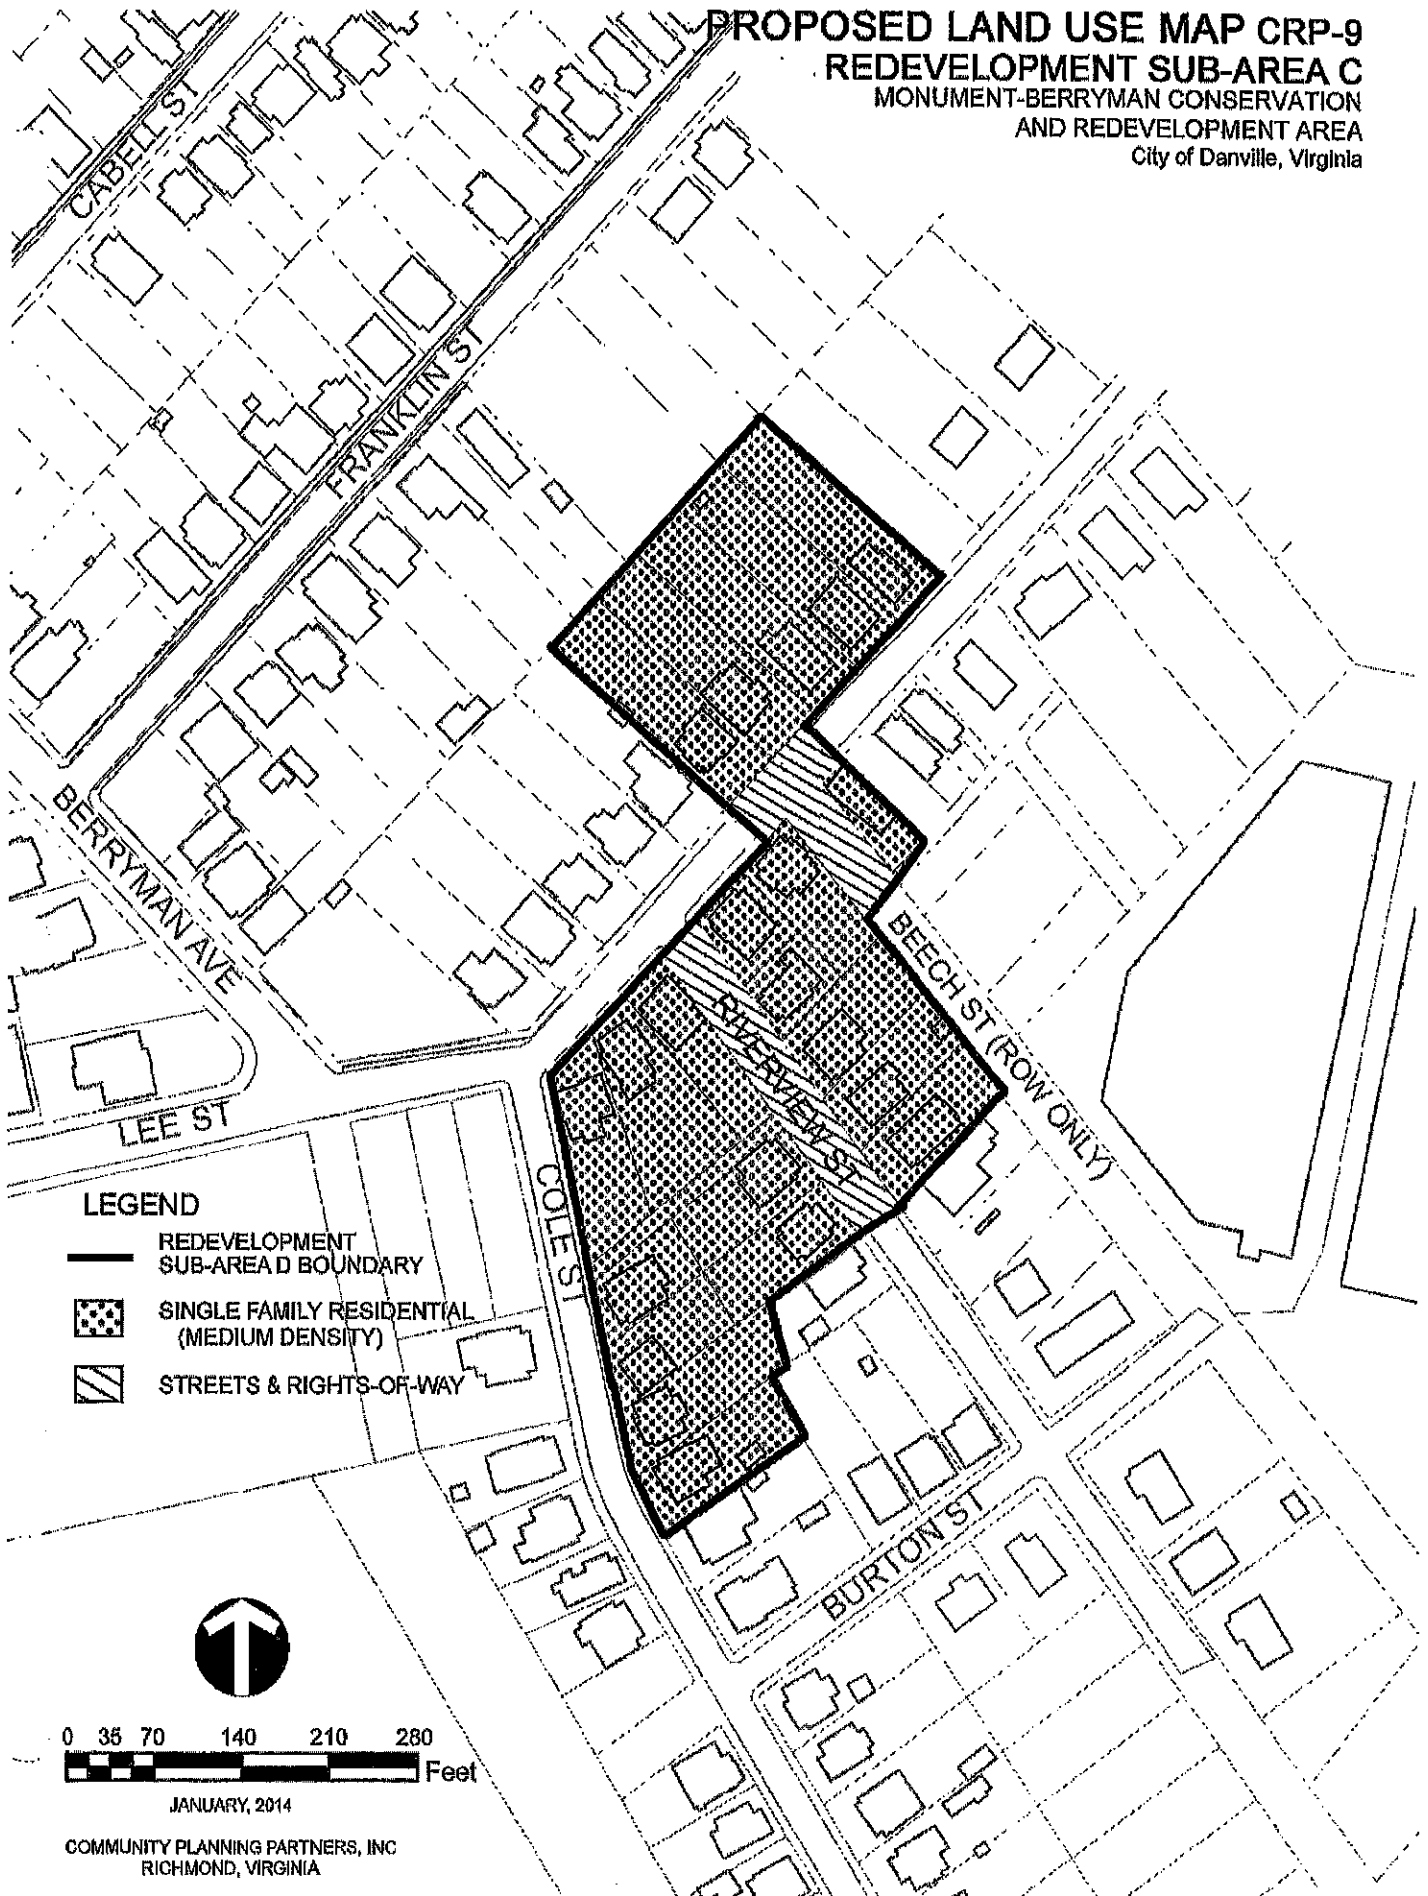 PROPOSED LAND USE MAP CRP-9
REDEVELOPMENT SUB-AREA C
MONUMENT-BERRYMAN CONSERVATION
AND REDEVELOPMENT AREA
City of Danville, Virginia
CABELL ST
FRANKLIN ST
BERRYMAN AVE
BEECH ST (ROW ONLY)
RIVERVIEW ST
LEE ST
COLE ST
BURTON ST
LEGEND
REDEVELOPMENT
SUB-AREA D BOUNDARY
SINGLE FAMILY RESIDENTIAL
(MEDIUM DENSITY)
STREETS & RIGHTS-OF-WAY
0 35 70 140 210 280
Feet
JANUARY, 2014
COMMUNITY PLANNING PARTNERS, INC
RICHMOND, VIRGINIA